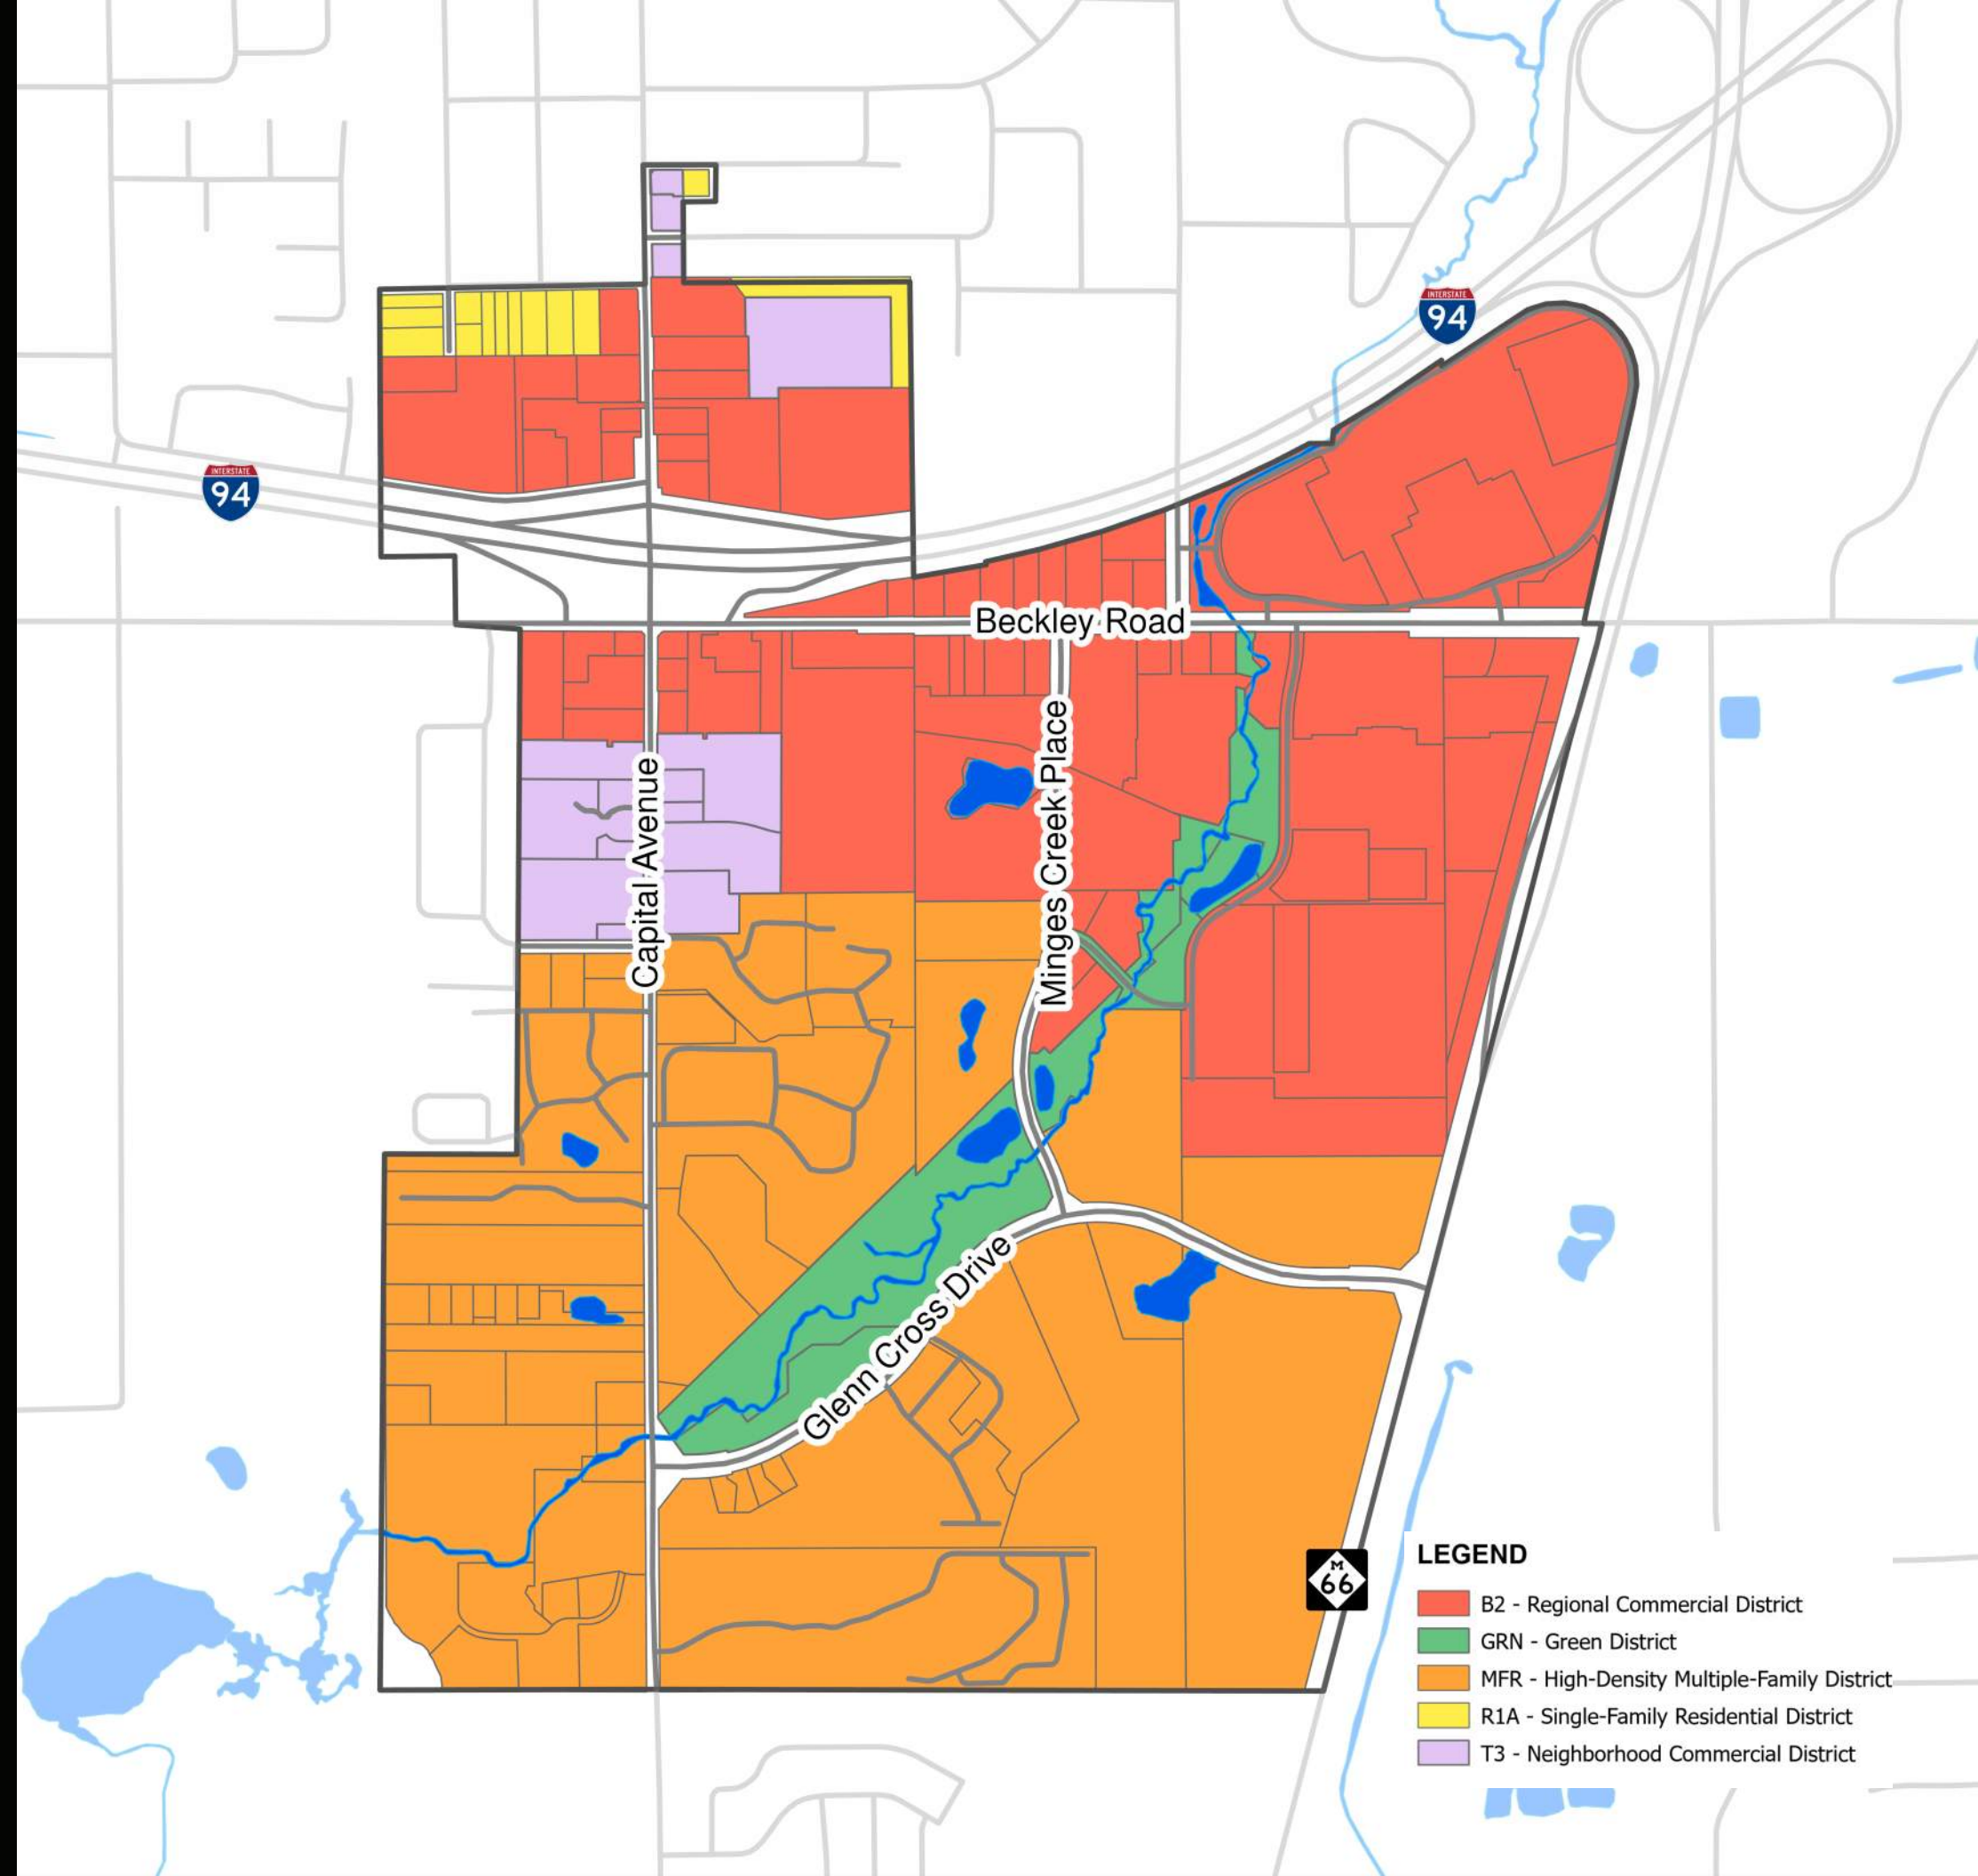 INTERSTATE
94
INTERSTATE
94
Beckley Road
Minges Creek Place
Capital Avenue
Glenn Cross Drive
M
66
LEGEND
B2 - Regional Commercial District
GRN - Green District
MFR - High-Density Multiple-Family District
R1A - Single-Family Residential District
T3 - Neighborhood Commercial District